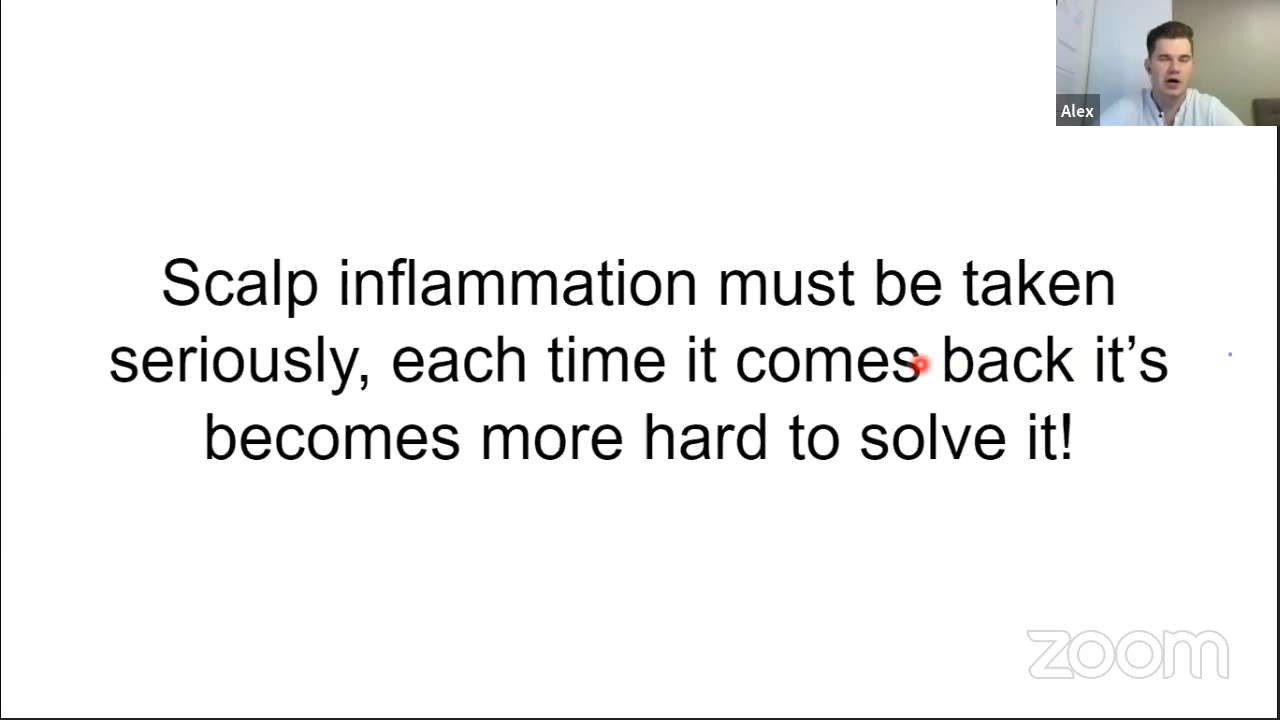 Alex
Scalp inflammation must be taken
seriously, each time it comes back it’s
becomes more hard to solve it!
zoom